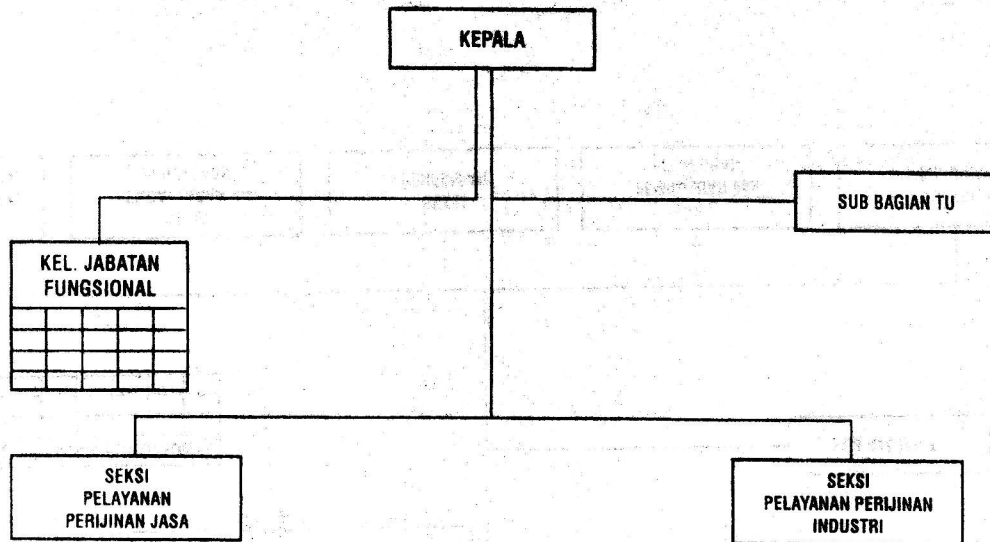 KEPALA
SUB BAGIAN TU
KEL. JABATAN
FUNGSIONAL
SEKSI
PELAYANAN
PERIJINAN JASA
SEKSI
PELAYANAN PERIJINAN
INDUSTRI